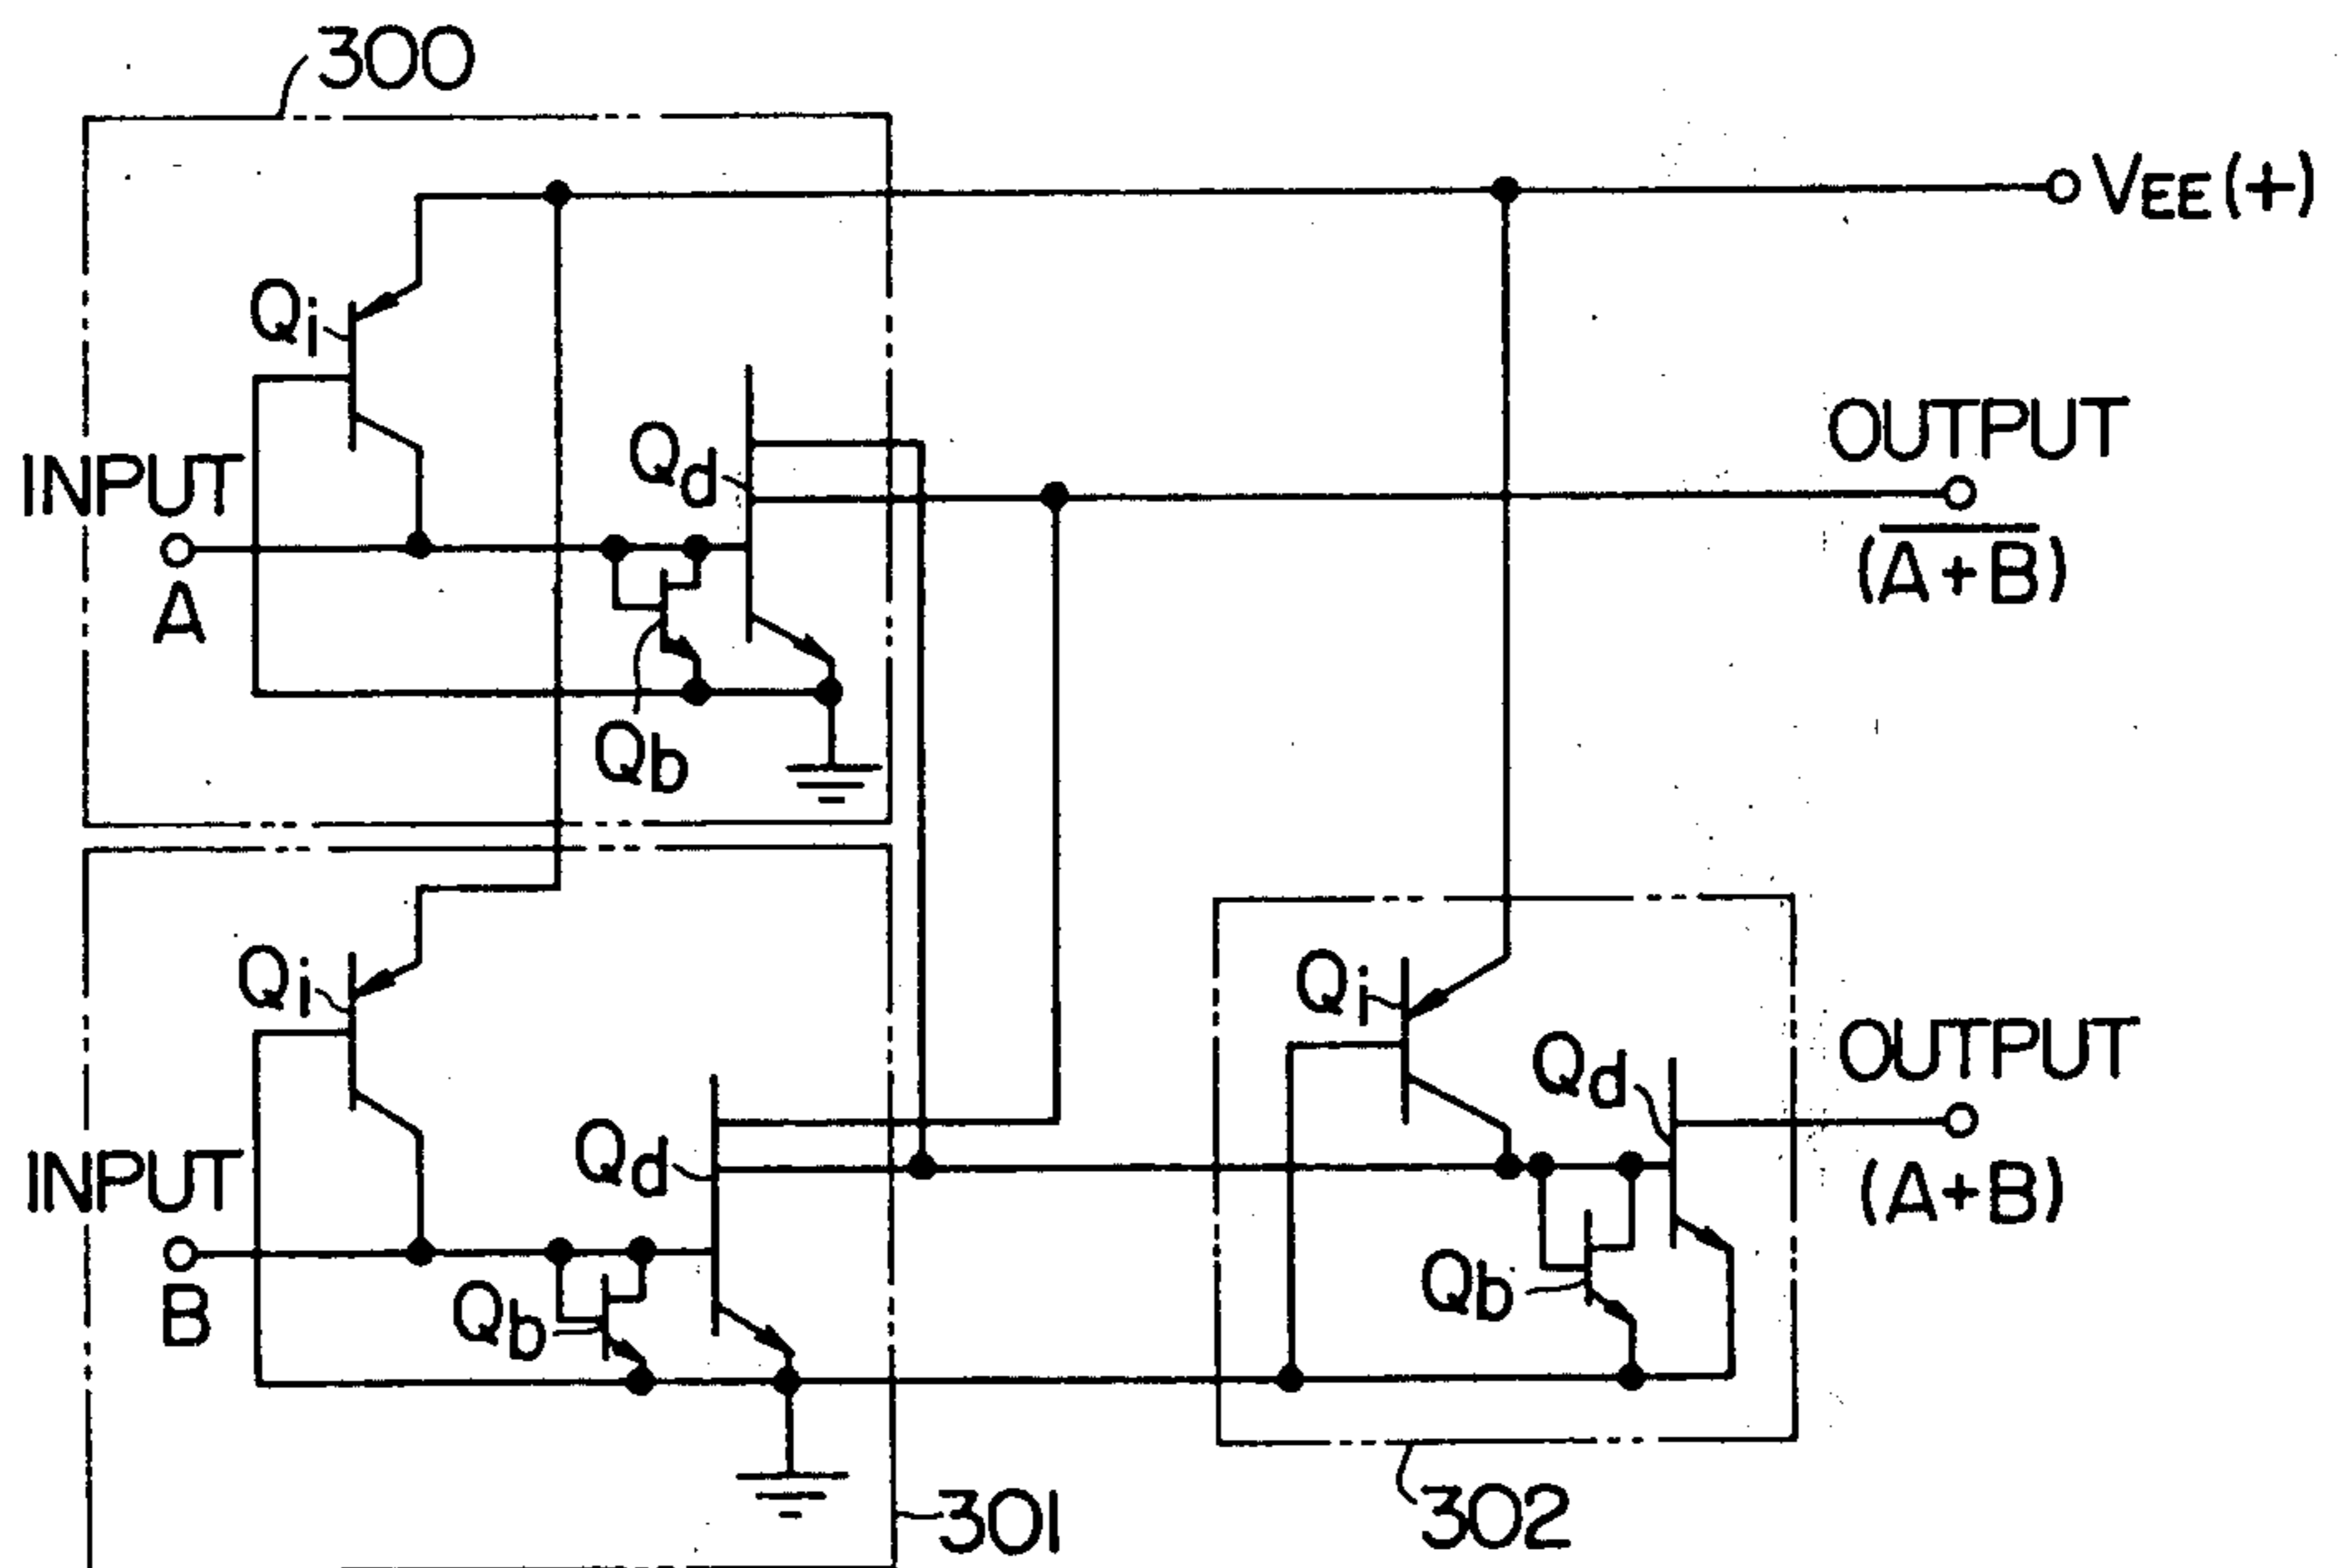 300
VEE(+)
Qi
Qd
OUTPUT
(A+B)
INPUT
A
Qb
Qi
Qi
Qd
OUTPUT
(A+B)
Qd
INPUT
B
Qb
Qb
301
302